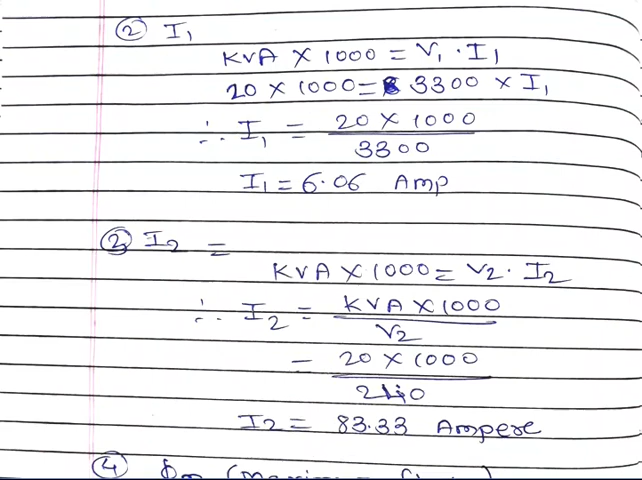 ② I₁
KVA × 1000 = V₁ · I₁
20 × 1000 = 3300 × I₁
∴ I₁ = 20 × 1000
3300
I₁ = 6.06 Amp
③ I₂ =
KVA × 1000 = V₂ · I₂
∴ I₂ = KVA × 1000
V₂
= 20 × 1000
240
I₂ = 83.33 Ampere
④